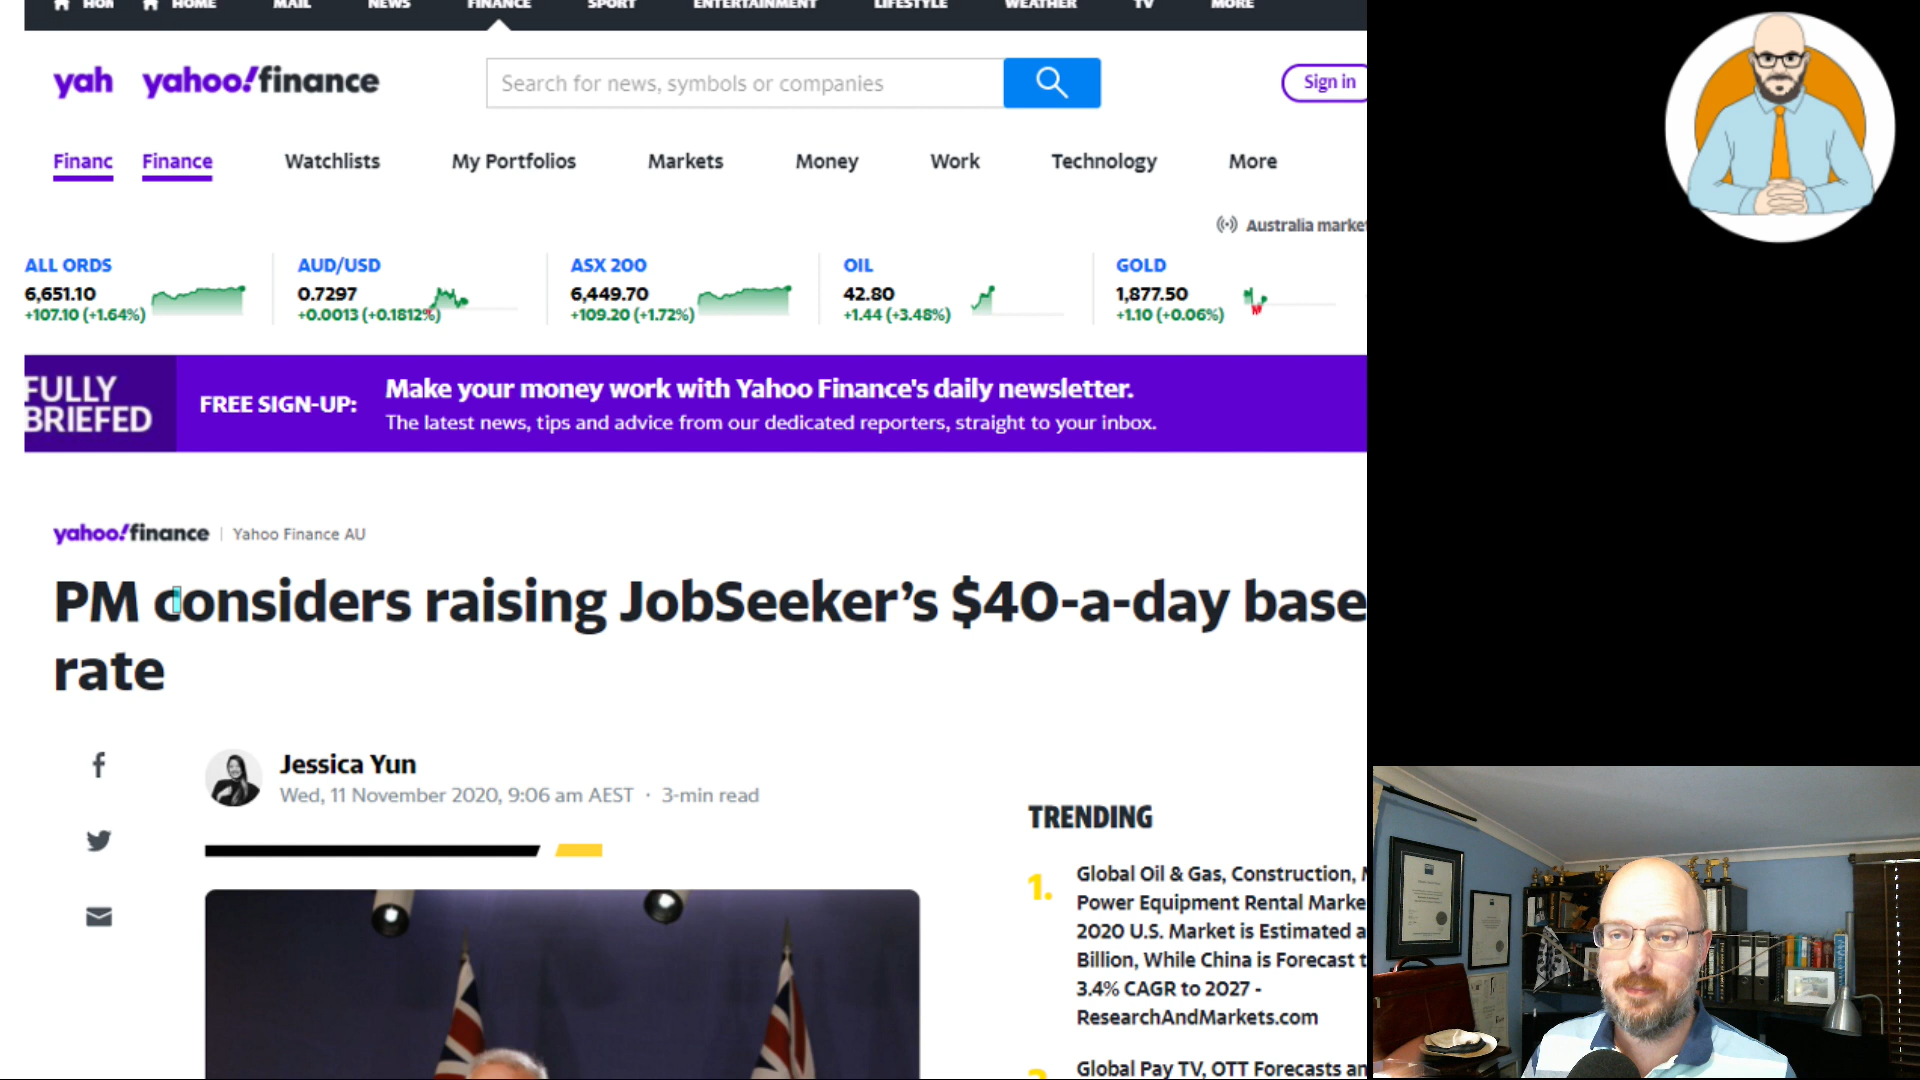 HOM HOME MAIL NEWS FINANCE SPORT ENTERTAINMENT LIFESTYLE WEATHER TV MORE
yah yahoo!finance
Search for news, symbols or companies
Sign in
Financ Finance Watchlists My Portfolios Markets Money Work Technology More
Australia market
ALL ORDS
6,651.10
+107.10 (+1.64%)
AUD/USD
0.7297
+0.0013 (+0.1812%)
ASX 200
6,449.70
+109.20 (+1.72%)
OIL
42.80
+1.44 (+3.48%)
GOLD
1,877.50
+1.10 (+0.06%)
FULLY
BRIEFED
FREE SIGN-UP:
Make your money work with Yahoo Finance's daily newsletter.
The latest news, tips and advice from our dedicated reporters, straight to your inbox.
yahoo!finance | Yahoo Finance AU
PM considers raising JobSeeker's $40-a-day base
rate
Jessica Yun
Wed, 11 November 2020, 9:06 am AEST · 3-min read
TRENDING
1. Global Oil & Gas, Construction,
Power Equipment Rental Marke
2020 U.S. Market is Estimated a
Billion, While China is Forecast t
3.4% CAGR to 2027 -
ResearchAndMarkets.com
Global Pay TV, OTT Forecasts an